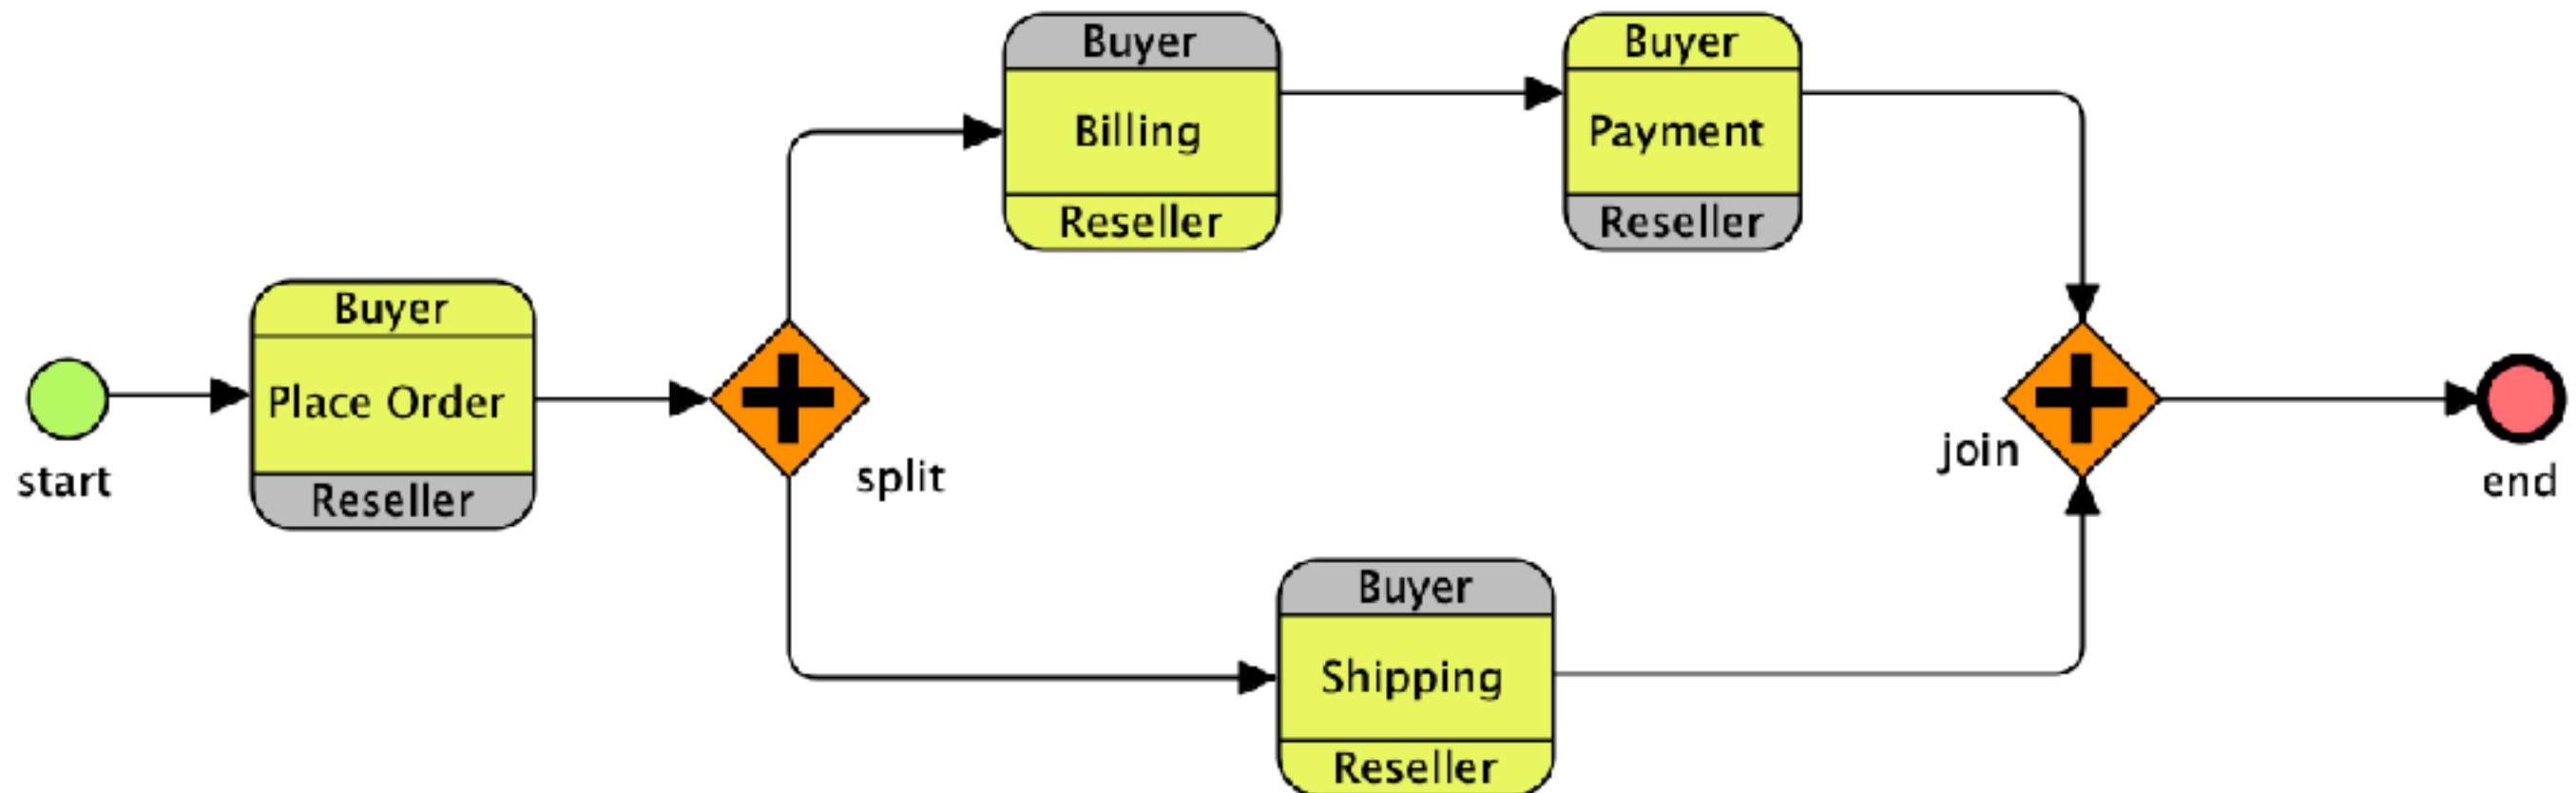 start
Buyer
Place Order
Reseller
split
Buyer
Billing
Reseller
Buyer
Payment
Reseller
Buyer
Shipping
Reseller
join
end